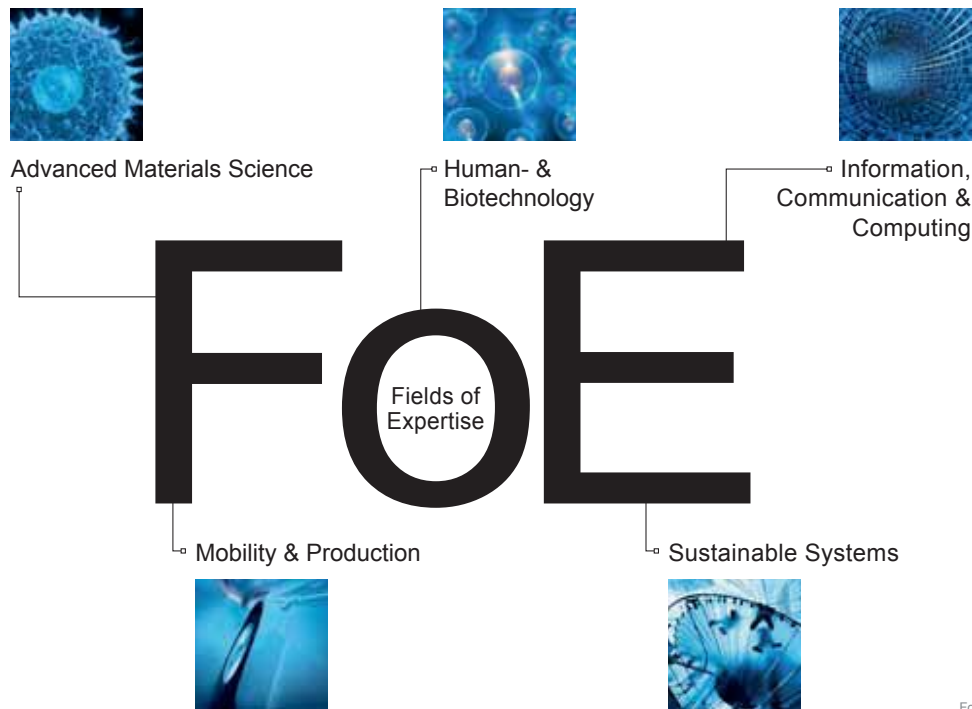 Advanced Materials Science
Human- &
Biotechnology
Information,
Communication &
Computing
FoE
Fields of
Expertise
Mobility & Production
Sustainable Systems